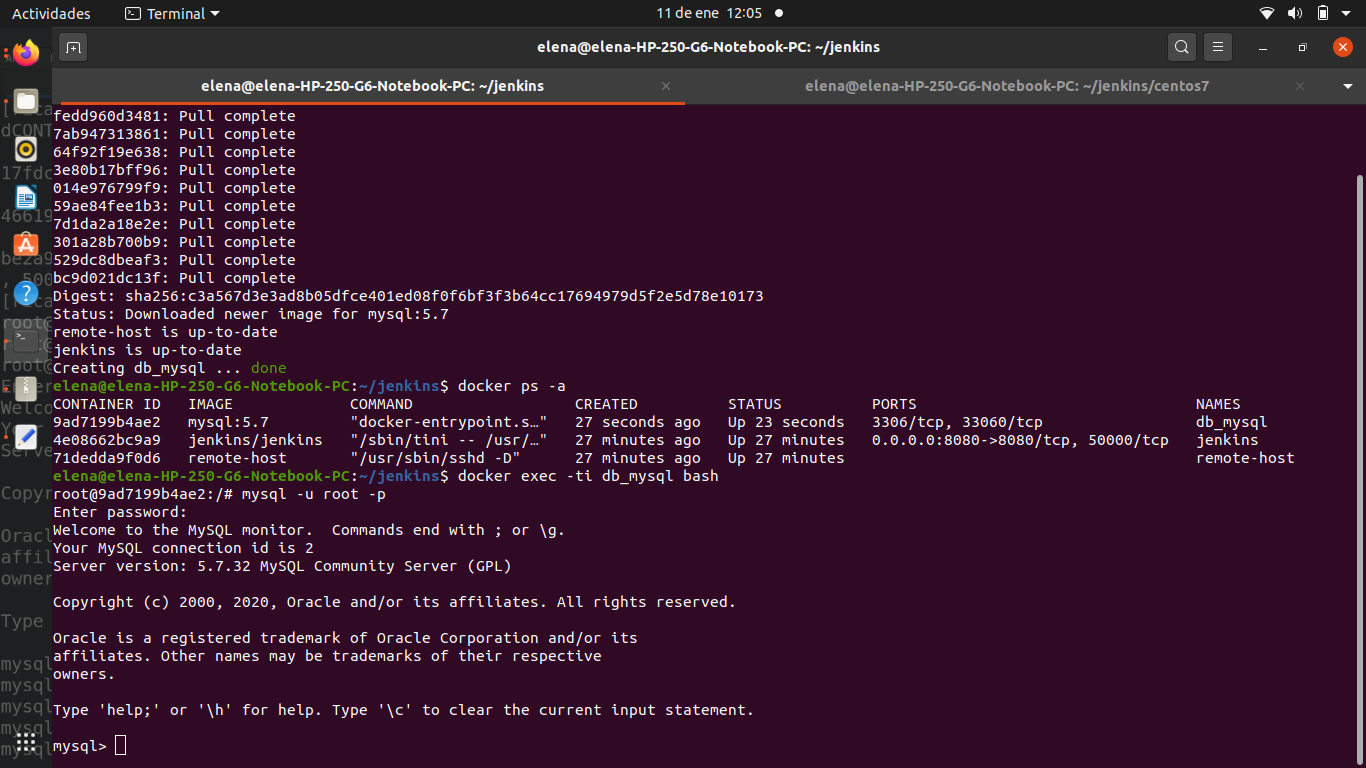 Actividades
Terminal
11 de ene 12:05
elena@elena-HP-250-G6-Notebook-PC: ~/jenkins
elena@elena-HP-250-G6-Notebook-PC: ~/jenkins
elena@elena-HP-250-G6-Notebook-PC: ~/jenkins/centos7
fedd960d3481: Pull complete
7ab947313861: Pull complete
64f92f19e638: Pull complete
3e80b17bff96: Pull complete
014e976799f9: Pull complete
59ae84fee1b3: Pull complete
7d1da2a18e2e: Pull complete
301a28b700b9: Pull complete
529dc8dbeaf3: Pull complete
bc9d021dc13f: Pull complete
Digest: sha256:c3a567d3e3ad8b05dfce401ed08f0f6bf3f3b64cc17694979d5f2e5d78e10173
Status: Downloaded newer image for mysql:5.7
remote-host is up-to-date
jenkins is up-to-date
Creating db_mysql ... done
elena@elena-HP-250-G6-Notebook-PC:~/jenkins$ docker ps -a
CONTAINER ID   IMAGE             COMMAND                  CREATED          STATUS          PORTS                               NAMES
9ad7199b4ae2   mysql:5.7         "docker-entrypoint.s…"   27 seconds ago   Up 23 seconds   3306/tcp, 33060/tcp                 db_mysql
4e08662bc9a9   jenkins/jenkins   "/sbin/tini -- /usr/…"   27 minutes ago   Up 27 minutes   0.0.0.0:8080->8080/tcp, 50000/tcp   jenkins
71dedda9f0d6   remote-host       "/usr/sbin/sshd -D"      27 minutes ago   Up 27 minutes                                       remote-host
elena@elena-HP-250-G6-Notebook-PC:~/jenkins$ docker exec -ti db_mysql bash
root@9ad7199b4ae2:/# mysql -u root -p
Enter password:
Welcome to the MySQL monitor.  Commands end with ; or \g.
Your MySQL connection id is 2
Server version: 5.7.32 MySQL Community Server (GPL)
Copyright (c) 2000, 2020, Oracle and/or its affiliates. All rights reserved.
Oracle is a registered trademark of Oracle Corporation and/or its
affiliates. Other names may be trademarks of their respective
owners.
Type 'help;' or '\h' for help. Type '\c' to clear the current input statement.
mysql>